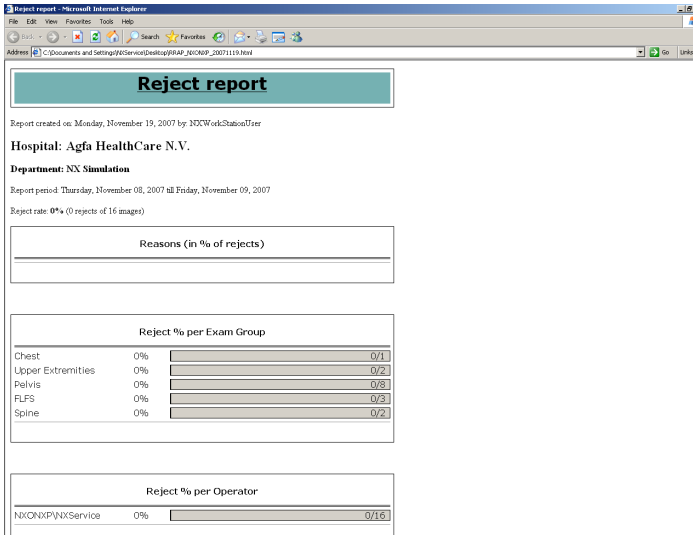 Reject report - Microsoft Internet Explorer
File Edit View Favorites Tools Help
Back Search Favorites
Address C:\Documents and Settings\NXService\Desktop\RRAP_NXONXP_20071119.html Go Links
Reject report
Report created on: Monday, November 19, 2007 by: NXWorkStationUser
Hospital: Agfa HealthCare N.V.
Department: NX Simulation
Report period: Thursday, November 08, 2007 till Friday, November 09, 2007
Reject rate: 0% (0 rejects of 16 images)
Reasons (in % of rejects)
Reject % per Exam Group
Chest 0% 0/1
Upper Extremities 0% 0/2
Pelvis 0% 0/8
FLFS 0% 0/3
Spine 0% 0/2
Reject % per Operator
NXONXP\NXService 0% 0/16